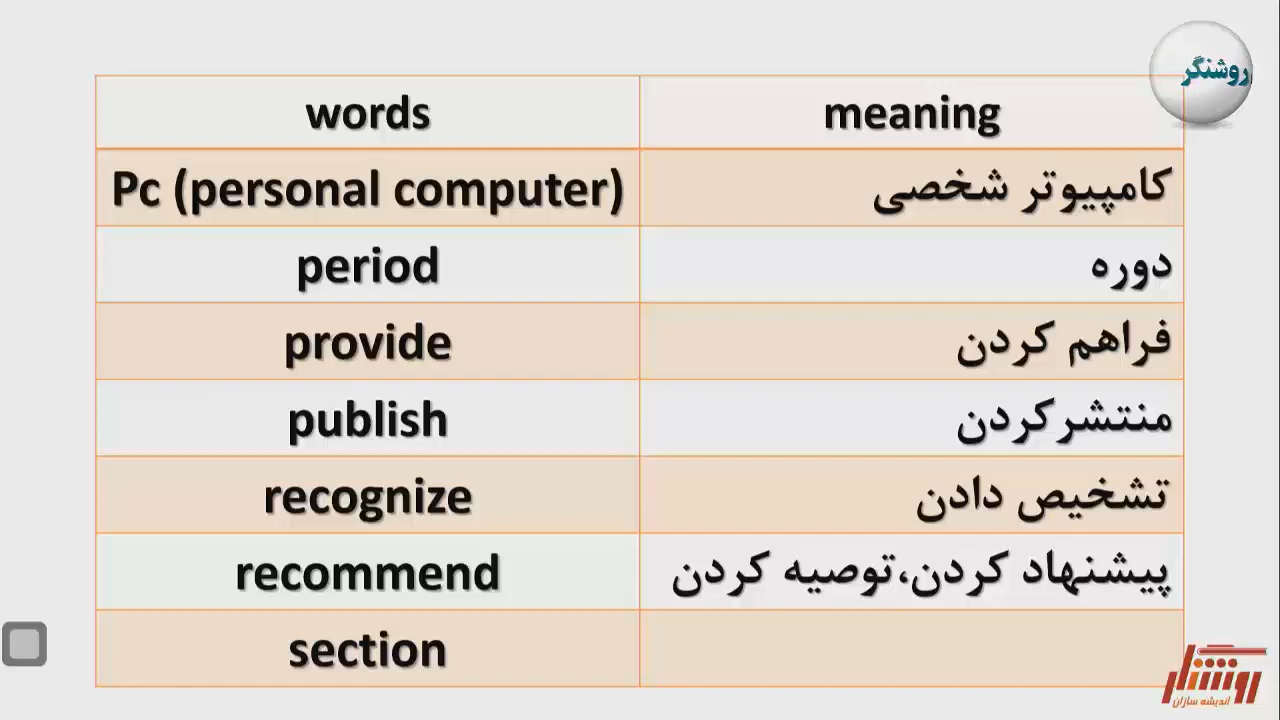 روشنگر
words meaning
Pc (personal computer) کامپیوتر شخصی
period دوره
provide فراهم کردن
publish منتشرکردن
recognize تشخیص دادن
recommend پیشنهاد کردن،توصیه کردن
section
روشنگر
اندیشه سازان